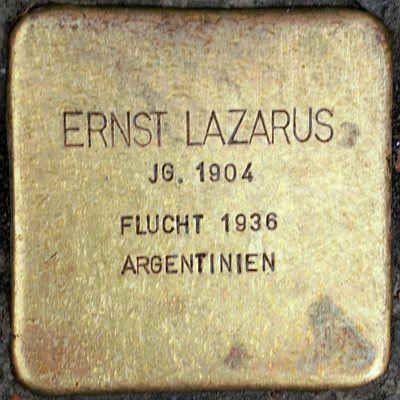 ERNST LAZARUS
JG. 1904
FLUCHT 1936
ARGENTINIEN